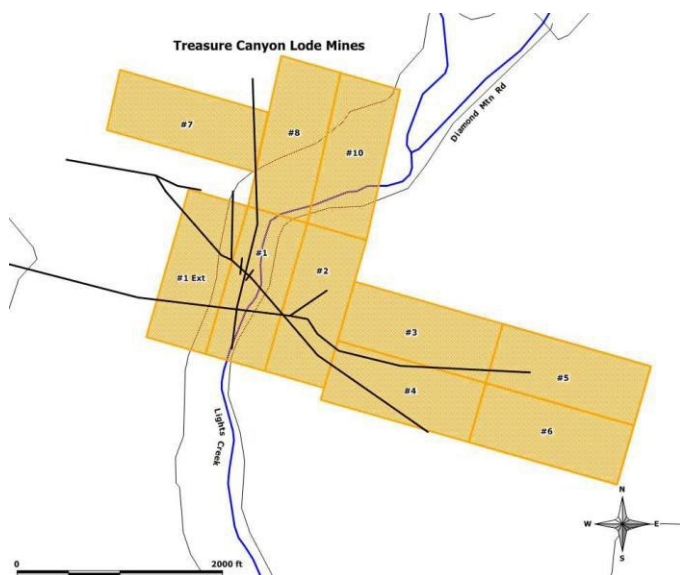 Treasure Canyon Lode Mines
Diamond Mtn Rd
#7
#8
#10
#1 Ext
#1
#2
#3
#4
#5
#6
Lights Creek
N
W
E
S
0
2000 ft